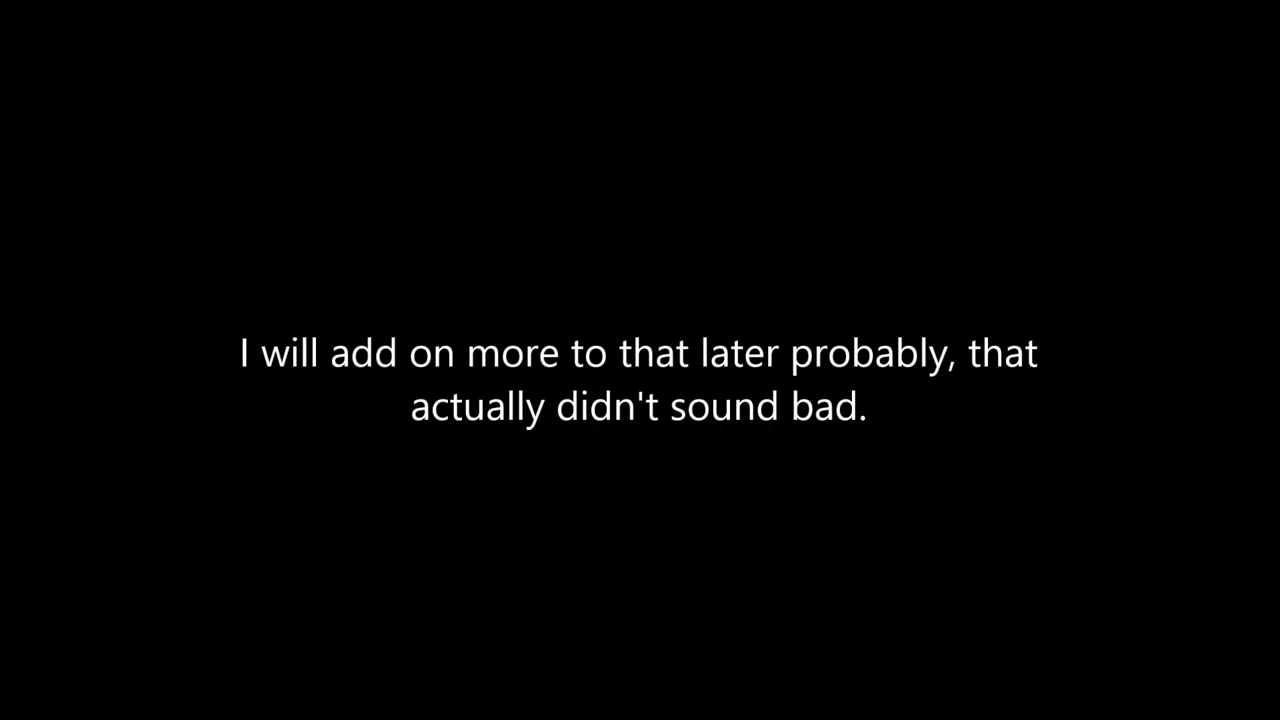 I will add on more to that later probably, that
actually didn't sound bad.